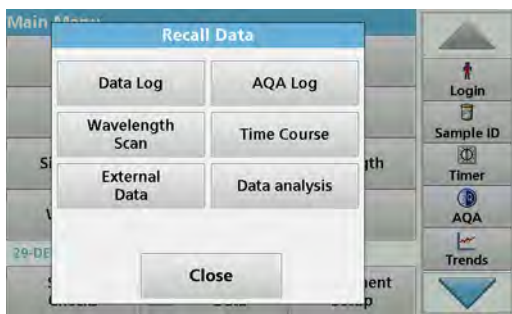 Main Menu
Recall Data
Data Log
AQA Log
Wavelength
Scan
Time Course
External
Data
Data analysis
Close
Login
Sample ID
Timer
AQA
Trends